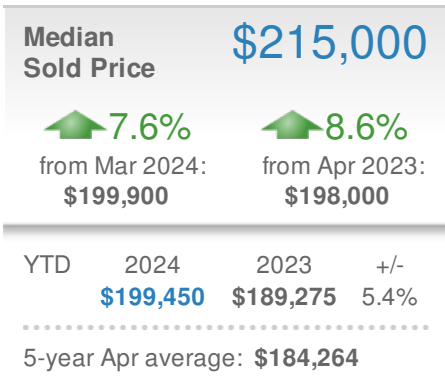 Median $215,000
Sold Price
7.6% 8.6%
from Mar 2024: from Apr 2023:
$199,900 $198,000
YTD 2024 2023 +/-
$199,450 $189,275 5.4%
5-year Apr average: $184,264